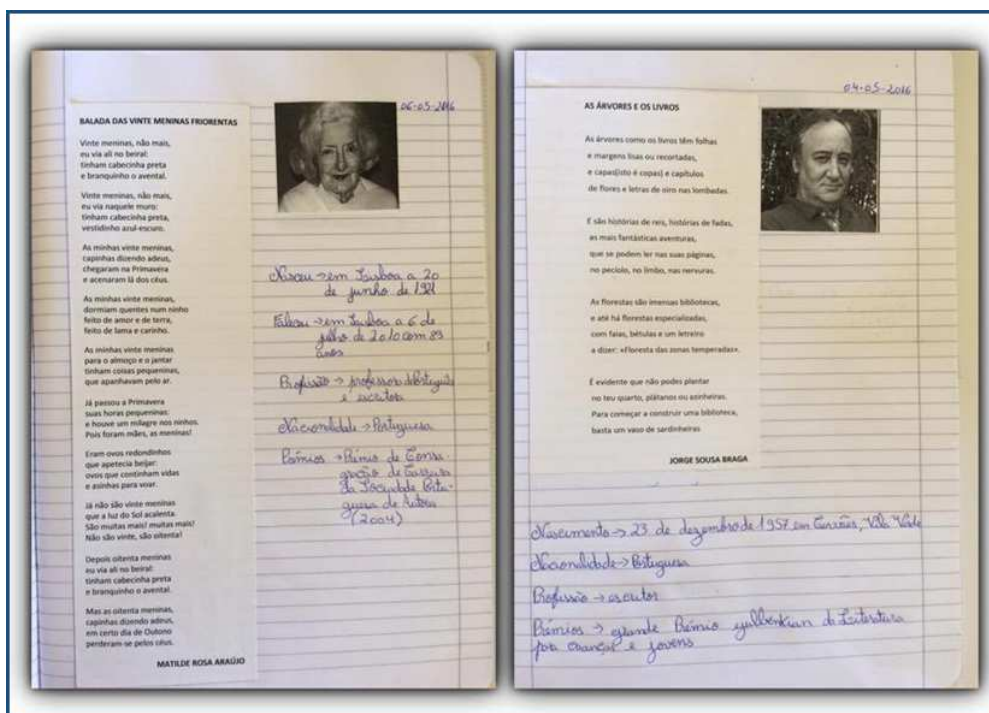 06-05-2016
BALADA DAS VINTE MENINAS FRIORENTAS
Vinte meninas, não mais,
eu via ali no beiral:
tinham cabecinha preta
e branquinho o avental.
Vinte meninas, não mais,
eu via naquele muro:
tinham cabecinha preta,
vestidinho azul-escuro.
As minhas vinte meninas,
capinhas dizendo adeus,
chegaram na Primavera
e acenaram lá dos céus.
As minhas vinte meninas,
dormiam quentes num ninho
feito de amor e de terra,
feito de lama e carinho.
As minhas vinte meninas
para o almoço e o jantar
tinham coisas pequeninas,
que apanhavam pelo ar.
Já passou a Primavera
suas horas pequeninas:
e houve um milagre nos ninhos.
Pois foram mães, as meninas!
Eram ovos redondinhos
que apetecia beijar:
ovos que continham vidas
e asinhas para voar.
Já não são vinte meninas
que a luz do Sol acalenta.
São muitas mais! muitas mais!
Não são vinte, são oitenta!
Depois oitenta meninas
eu via ali no beiral:
tinham cabecinha preta
e branquinho o avental.
Mas as oitenta meninas,
capinhas dizendo adeus,
em certo dia de Outono
perderam-se pelos céus.
MATILDE ROSA ARAÚJO
Nasceu → em Lisboa a 20
de junho de 1921
Faleceu → em Lisboa a 6 de
julho de 2010 com 89
anos
Profissão → professora de Português
e escritora
Nacionalidade → Portuguesa
Prémios → Prémio de Consa-
gração de Carreira
da Sociedade Portu-
guesa de Autores
(2004)
04-05-2016
AS ÁRVORES E OS LIVROS
As árvores como os livros têm folhas
e margens lisas ou recortadas,
e capas(isto é copas) e capítulos
de flores e letras de oiro nas lombadas.
E são histórias de reis, histórias de fadas,
as mais fantásticas aventuras,
que se podem ler nas suas páginas,
no pecíolo, no limbo, nas nervuras.
As florestas são imensas bibliotecas,
e até há florestas especializadas,
com faias, bétulas e um letreiro
a dizer: «Floresta das zonas temperadas».
É evidente que não podes plantar
no teu quarto, plátanos ou azinheiras.
Para começar a construir uma biblioteca,
basta um vaso de sardinheiras
JORGE SOUSA BRAGA
Nascimento → 23 de dezembro de 1957 em Cervães, Vila Verde
Nacionalidade → Portuguesa
Profissão → escritor
Prémios → grande Prémio gulbenkian de Literatura
para crianças e jovens